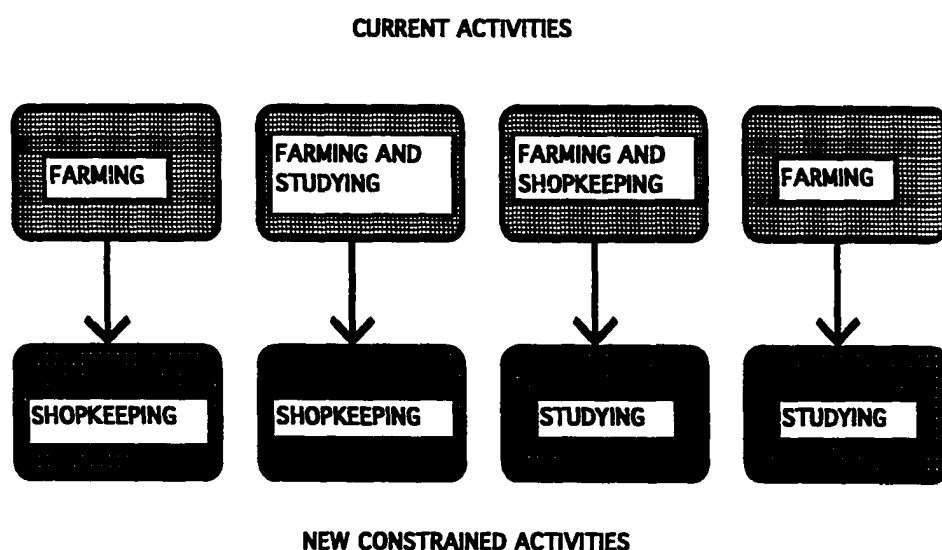 CURRENT ACTIVITIES
FARMING
FARMING AND
STUDYING
FARMING AND
SHOPKEEPING
FARMING
SHOPKEEPING
SHOPKEEPING
STUDYING
STUDYING
NEW CONSTRAINED ACTIVITIES